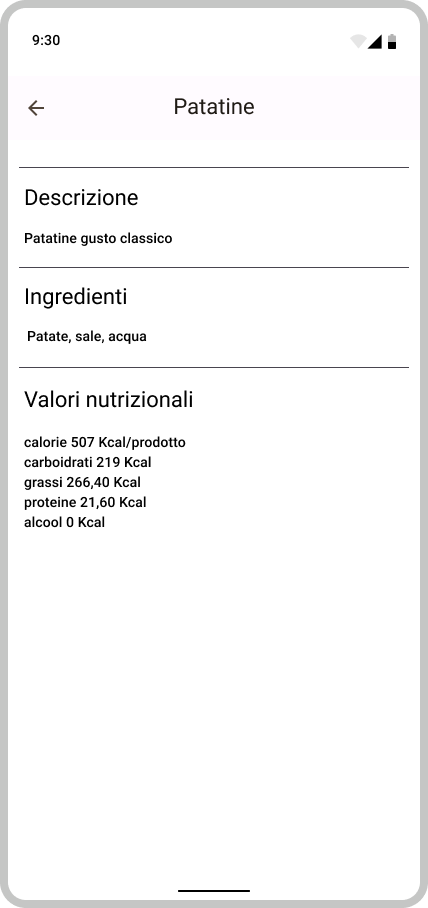 9:30
Patatine
Descrizione
Patatine gusto classico
Ingredienti
Patate, sale, acqua
Valori nutrizionali
calorie 507 Kcal/prodotto
carboidrati 219 Kcal
grassi 266,40 Kcal
proteine 21,60 Kcal
alcool 0 Kcal